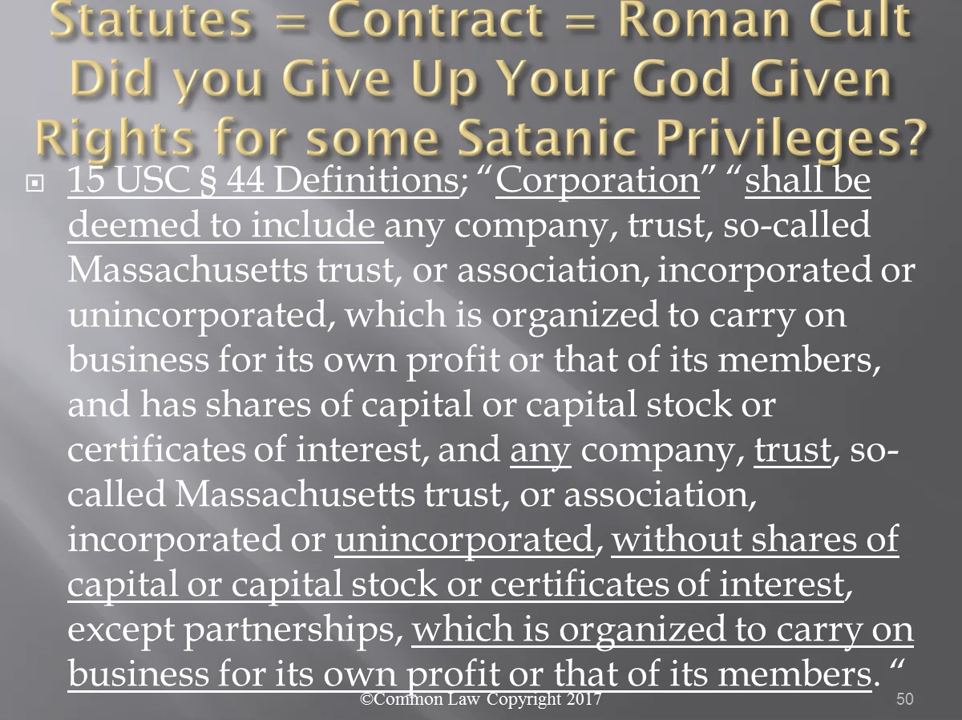 Statutes = Contract = Roman Cult
Did you Give Up Your God Given
Rights for some Satanic Privileges?
15 USC § 44 Definitions; “Corporation” “shall be
deemed to include any company, trust, so-called
Massachusetts trust, or association, incorporated or
unincorporated, which is organized to carry on
business for its own profit or that of its members,
and has shares of capital or capital stock or
certificates of interest, and any company, trust, so-
called Massachusetts trust, or association,
incorporated or unincorporated, without shares of
capital or capital stock or certificates of interest,
except partnerships, which is organized to carry on
business for its own profit or that of its members. “
©Common Law Copyright 2017
50